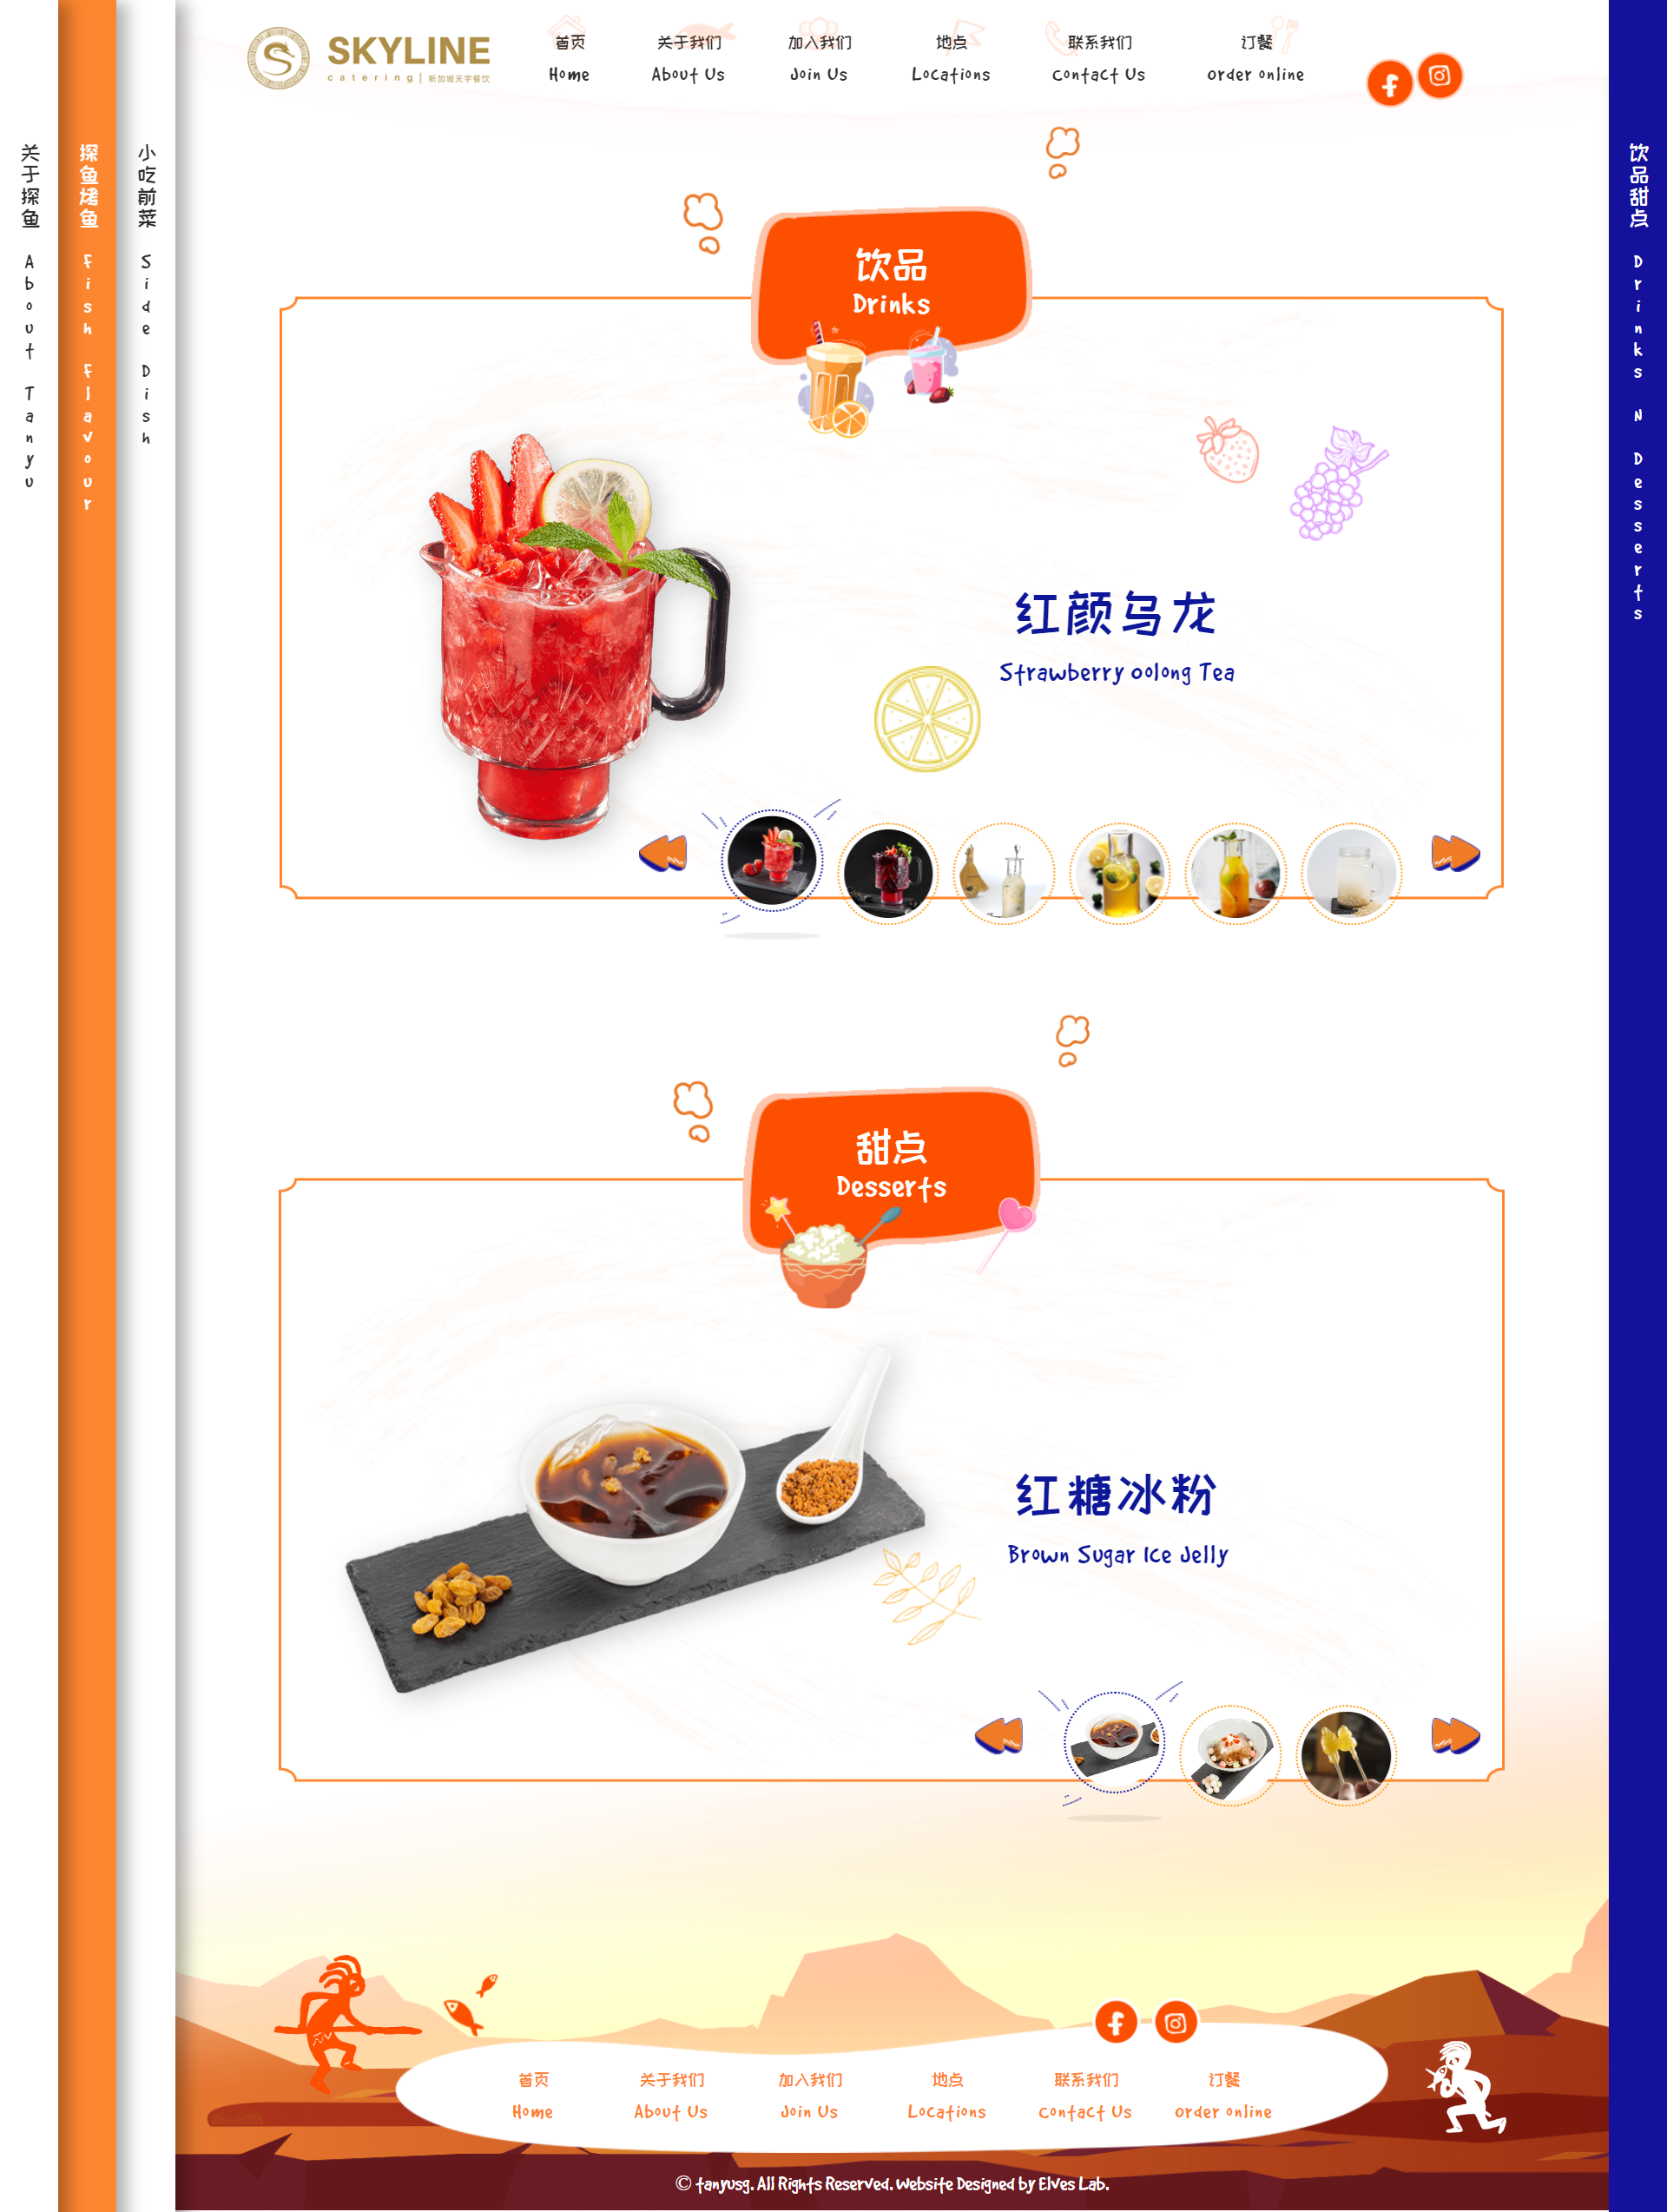 SKYLINE
catering | 新加坡天宇餐饮
首页
Home
关于我们
About Us
加入我们
Join Us
地点
Locations
联系我们
Contact Us
订餐
Order Online
关于探鱼 About Tanyu
探鱼烤鱼 Fish Flavour
小吃前菜 Side Dish
饮品甜点 Drinks N Desserts
饮品
Drinks
红颜乌龙
Strawberry Oolong Tea
甜点
Desserts
红糖冰粉
Brown Sugar Ice Jelly
首页
Home
关于我们
About Us
加入我们
Join Us
地点
Locations
联系我们
Contact Us
订餐
Order Online
© tanyusg. All Rights Reserved. Website Designed by Elves Lab.